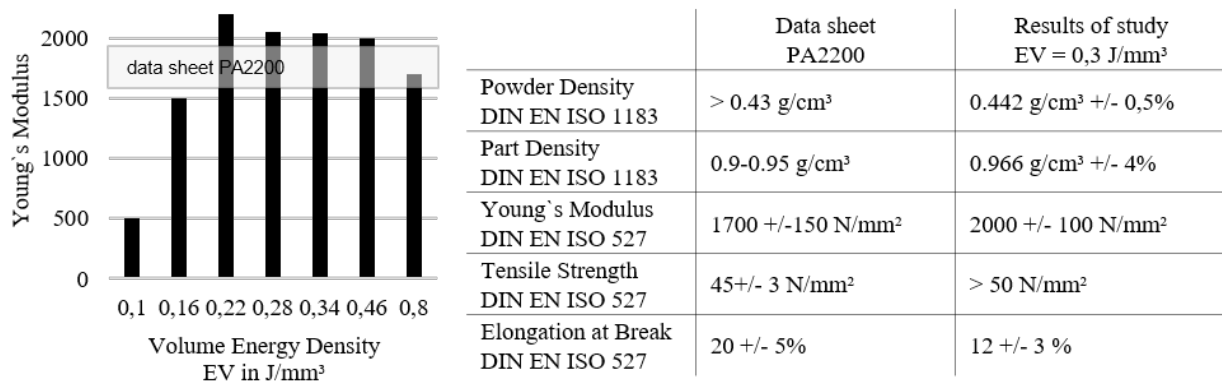 Young`s Modulus
2000
1500
1000
500
0
data sheet PA2200
0,1 0,16 0,22 0,28 0,34 0,46 0,8
Volume Energy Density
EV in J/mm³
Data sheet
PA2200
Results of study
EV = 0,3 J/mm³
Powder Density
DIN EN ISO 1183
> 0.43 g/cm³
0.442 g/cm³ +/- 0,5%
Part Density
DIN EN ISO 1183
0.9-0.95 g/cm³
0.966 g/cm³ +/- 4%
Young`s Modulus
DIN EN ISO 527
1700 +/-150 N/mm²
2000 +/- 100 N/mm²
Tensile Strength
DIN EN ISO 527
45+/- 3 N/mm²
> 50 N/mm²
Elongation at Break
DIN EN ISO 527
20 +/- 5%
12 +/- 3 %